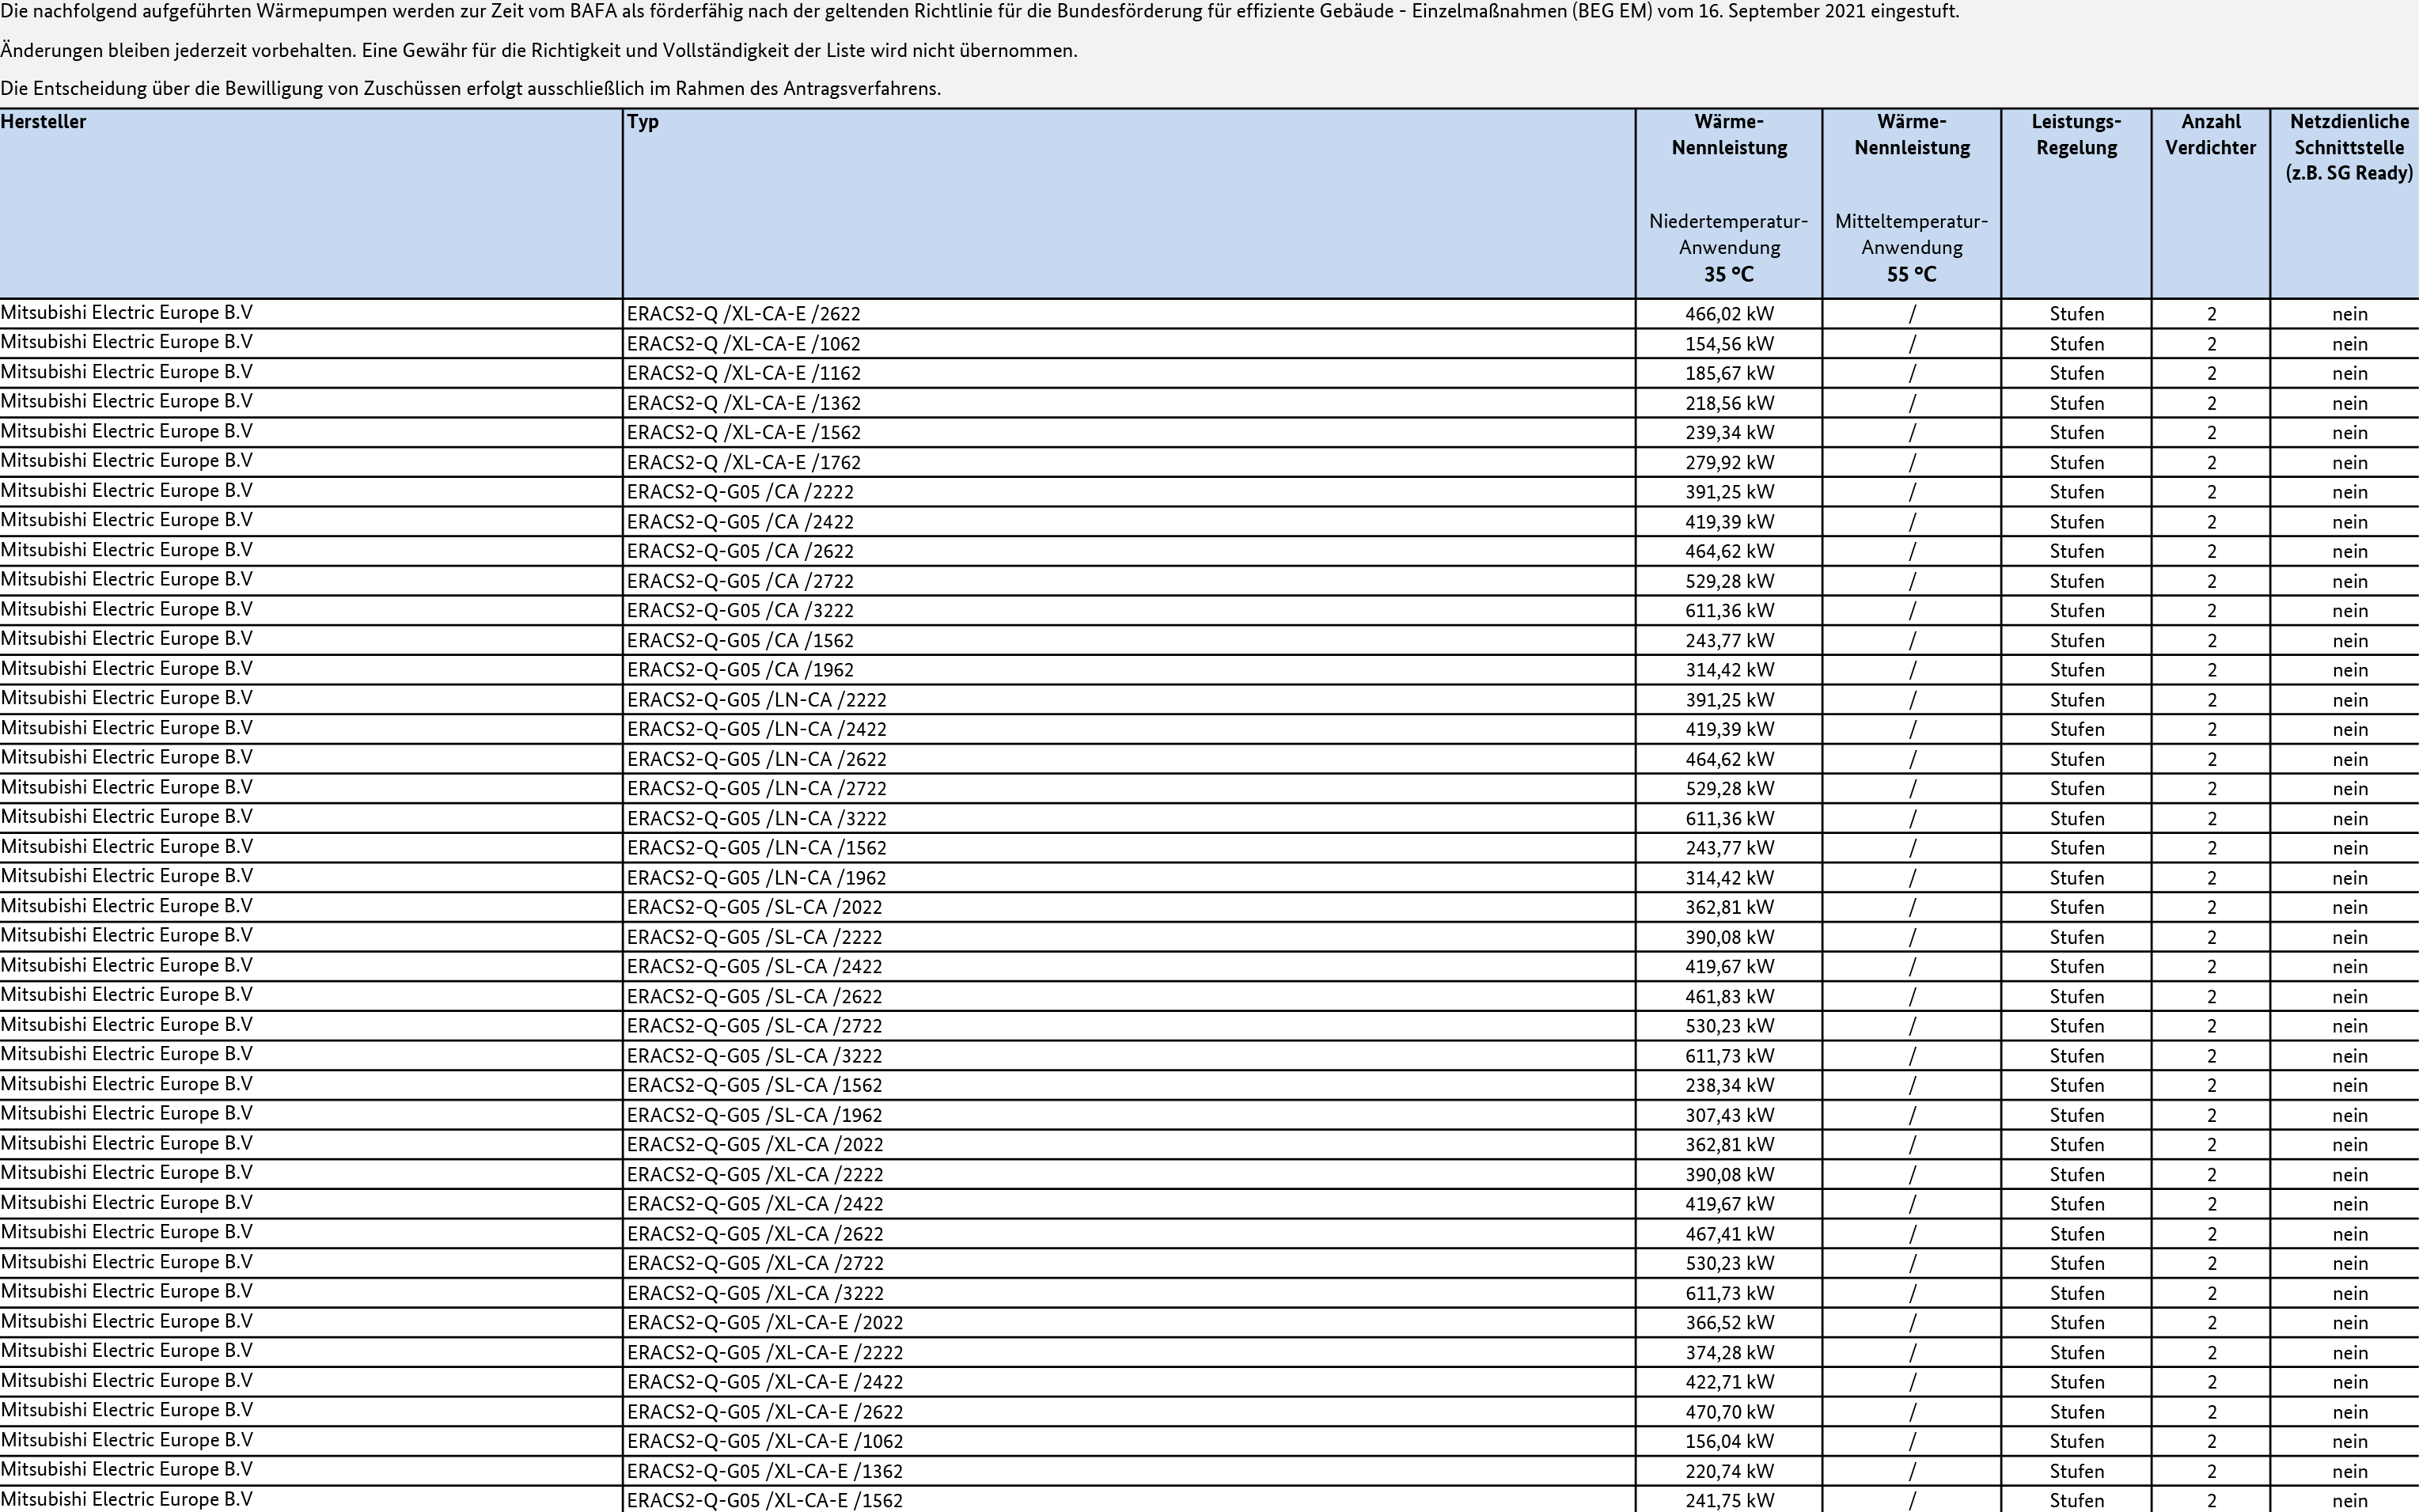 Die nachfolgend aufgeführten Wärmepumpen werden zur Zeit vom BAFA als förderfähig nach der geltenden Richtlinie für die Bundesförderung für effiziente Gebäude - Einzelmaßnahmen (BEG EM) vom 16. September 2021 eingestuft.
Änderungen bleiben jederzeit vorbehalten. Eine Gewähr für die Richtigkeit und Vollständigkeit der Liste wird nicht übernommen.
Die Entscheidung über die Bewilligung von Zuschüssen erfolgt ausschließlich im Rahmen des Antragsverfahrens.
Hersteller Typ Wärme- Wärme- Leistungs- Anzahl Netzdienliche
Nennleistung Nennleistung Regelung Verdichter Schnittstelle
(z.B. SG Ready)
Niedertemperatur- Mitteltemperatur-
Anwendung Anwendung
35 °C 55 °C
Mitsubishi Electric Europe B.V ERACS2-Q /XL-CA-E /2622 466,02 kW / Stufen 2 nein
Mitsubishi Electric Europe B.V ERACS2-Q /XL-CA-E /1062 154,56 kW / Stufen 2 nein
Mitsubishi Electric Europe B.V ERACS2-Q /XL-CA-E /1162 185,67 kW / Stufen 2 nein
Mitsubishi Electric Europe B.V ERACS2-Q /XL-CA-E /1362 218,56 kW / Stufen 2 nein
Mitsubishi Electric Europe B.V ERACS2-Q /XL-CA-E /1562 239,34 kW / Stufen 2 nein
Mitsubishi Electric Europe B.V ERACS2-Q /XL-CA-E /1762 279,92 kW / Stufen 2 nein
Mitsubishi Electric Europe B.V ERACS2-Q-G05 /CA /2222 391,25 kW / Stufen 2 nein
Mitsubishi Electric Europe B.V ERACS2-Q-G05 /CA /2422 419,39 kW / Stufen 2 nein
Mitsubishi Electric Europe B.V ERACS2-Q-G05 /CA /2622 464,62 kW / Stufen 2 nein
Mitsubishi Electric Europe B.V ERACS2-Q-G05 /CA /2722 529,28 kW / Stufen 2 nein
Mitsubishi Electric Europe B.V ERACS2-Q-G05 /CA /3222 611,36 kW / Stufen 2 nein
Mitsubishi Electric Europe B.V ERACS2-Q-G05 /CA /1562 243,77 kW / Stufen 2 nein
Mitsubishi Electric Europe B.V ERACS2-Q-G05 /CA /1962 314,42 kW / Stufen 2 nein
Mitsubishi Electric Europe B.V ERACS2-Q-G05 /LN-CA /2222 391,25 kW / Stufen 2 nein
Mitsubishi Electric Europe B.V ERACS2-Q-G05 /LN-CA /2422 419,39 kW / Stufen 2 nein
Mitsubishi Electric Europe B.V ERACS2-Q-G05 /LN-CA /2622 464,62 kW / Stufen 2 nein
Mitsubishi Electric Europe B.V ERACS2-Q-G05 /LN-CA /2722 529,28 kW / Stufen 2 nein
Mitsubishi Electric Europe B.V ERACS2-Q-G05 /LN-CA /3222 611,36 kW / Stufen 2 nein
Mitsubishi Electric Europe B.V ERACS2-Q-G05 /LN-CA /1562 243,77 kW / Stufen 2 nein
Mitsubishi Electric Europe B.V ERACS2-Q-G05 /LN-CA /1962 314,42 kW / Stufen 2 nein
Mitsubishi Electric Europe B.V ERACS2-Q-G05 /SL-CA /2022 362,81 kW / Stufen 2 nein
Mitsubishi Electric Europe B.V ERACS2-Q-G05 /SL-CA /2222 390,08 kW / Stufen 2 nein
Mitsubishi Electric Europe B.V ERACS2-Q-G05 /SL-CA /2422 419,67 kW / Stufen 2 nein
Mitsubishi Electric Europe B.V ERACS2-Q-G05 /SL-CA /2622 461,83 kW / Stufen 2 nein
Mitsubishi Electric Europe B.V ERACS2-Q-G05 /SL-CA /2722 530,23 kW / Stufen 2 nein
Mitsubishi Electric Europe B.V ERACS2-Q-G05 /SL-CA /3222 611,73 kW / Stufen 2 nein
Mitsubishi Electric Europe B.V ERACS2-Q-G05 /SL-CA /1562 238,34 kW / Stufen 2 nein
Mitsubishi Electric Europe B.V ERACS2-Q-G05 /SL-CA /1962 307,43 kW / Stufen 2 nein
Mitsubishi Electric Europe B.V ERACS2-Q-G05 /XL-CA /2022 362,81 kW / Stufen 2 nein
Mitsubishi Electric Europe B.V ERACS2-Q-G05 /XL-CA /2222 390,08 kW / Stufen 2 nein
Mitsubishi Electric Europe B.V ERACS2-Q-G05 /XL-CA /2422 419,67 kW / Stufen 2 nein
Mitsubishi Electric Europe B.V ERACS2-Q-G05 /XL-CA /2622 467,41 kW / Stufen 2 nein
Mitsubishi Electric Europe B.V ERACS2-Q-G05 /XL-CA /2722 530,23 kW / Stufen 2 nein
Mitsubishi Electric Europe B.V ERACS2-Q-G05 /XL-CA /3222 611,73 kW / Stufen 2 nein
Mitsubishi Electric Europe B.V ERACS2-Q-G05 /XL-CA-E /2022 366,52 kW / Stufen 2 nein
Mitsubishi Electric Europe B.V ERACS2-Q-G05 /XL-CA-E /2222 374,28 kW / Stufen 2 nein
Mitsubishi Electric Europe B.V ERACS2-Q-G05 /XL-CA-E /2422 422,71 kW / Stufen 2 nein
Mitsubishi Electric Europe B.V ERACS2-Q-G05 /XL-CA-E /2622 470,70 kW / Stufen 2 nein
Mitsubishi Electric Europe B.V ERACS2-Q-G05 /XL-CA-E /1062 156,04 kW / Stufen 2 nein
Mitsubishi Electric Europe B.V ERACS2-Q-G05 /XL-CA-E /1362 220,74 kW / Stufen 2 nein
Mitsubishi Electric Europe B.V ERACS2-Q-G05 /XL-CA-E /1562 241,75 kW / Stufen 2 nein